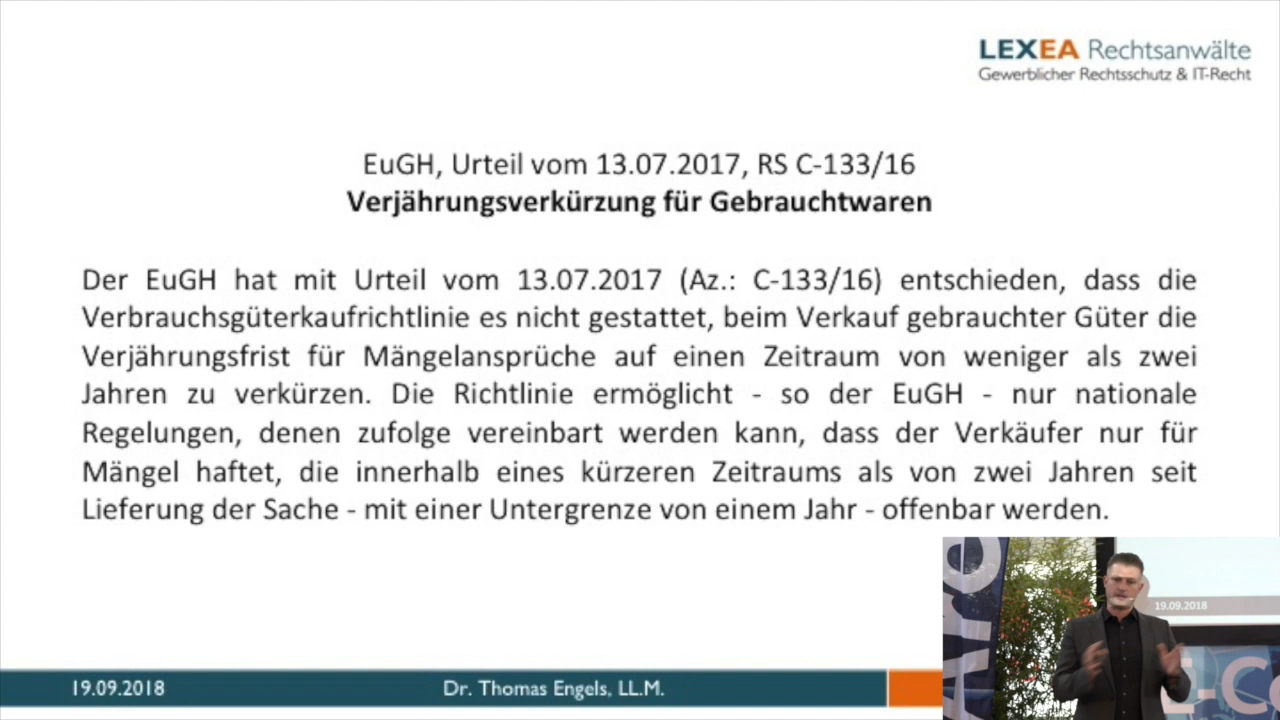 LEXEA Rechtsanwälte
Gewerblicher Rechtsschutz & IT-Recht
EuGH, Urteil vom 13.07.2017, RS C-133/16
Verjährungsverkürzung für Gebrauchtwaren
Der EuGH hat mit Urteil vom 13.07.2017 (Az.: C-133/16) entschieden, dass die
Verbrauchsgüterkaufrichtlinie es nicht gestattet, beim Verkauf gebrauchter Güter die
Verjährungsfrist für Mängelansprüche auf einen Zeitraum von weniger als zwei
Jahren zu verkürzen. Die Richtlinie ermöglicht - so der EuGH - nur nationale
Regelungen, denen zufolge vereinbart werden kann, dass der Verkäufer nur für
Mängel haftet, die innerhalb eines kürzeren Zeitraums als von zwei Jahren seit
Lieferung der Sache - mit einer Untergrenze von einem Jahr - offenbar werden.
19.09.2018
19.09.2018
Dr. Thomas Engels, LL.M.